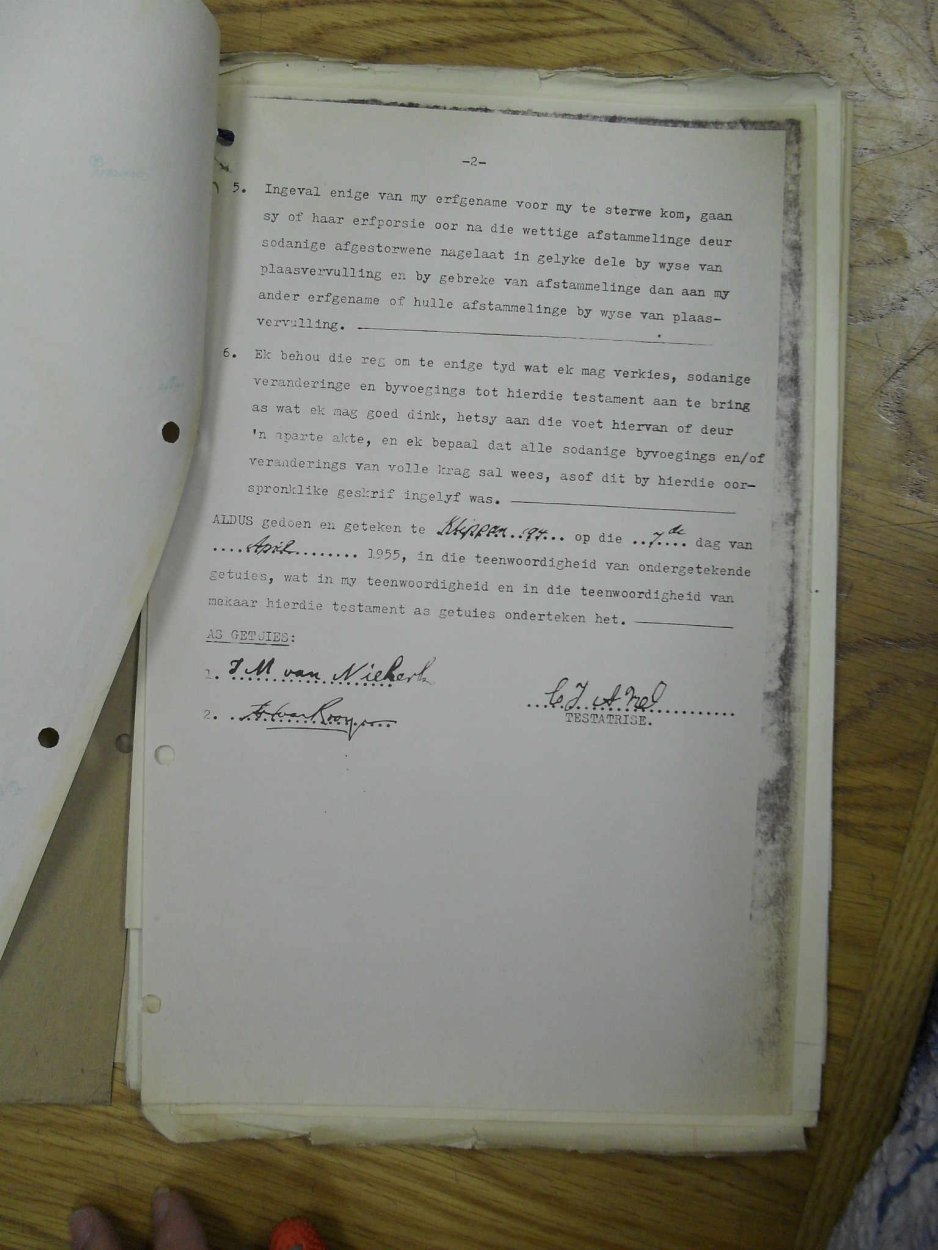 -2-
5. Ingeval enige van my erfgename voor my te sterwe kom, gaan
sy of haar erfporsie oor na die wettige afstammelinge deur
sodanige afgestorwene nagelaat in gelyke dele by wyse van
plaasvervulling en by gebreke van afstammelinge dan aan my
ander erfgename of hulle afstammelinge by wyse van plaas-
vervulling.
6. Ek behou die reg om te enige tyd wat ek mag verkies, sodanige
veranderinge en byvoegings tot hierdie testament aan te bring
as wat ek mag goed dink, hetsy aan die voet hiervan of deur
'n aparte akte, en ek bepaal dat alle sodanige byvoegings en/of
veranderings van volle krag sal wees, asof dit by hierdie oor-
spronklike geskrif ingelyf was.
ALDUS gedoen en geteken te op die ..7de.. dag van
....April........ 1955, in die teenwoordigheid van ondergetekende
getuies, wat in my teenwoordigheid en in die teenwoordigheid van
mekaar hierdie testament as getuies onderteken het.
AS GETUIES:
1. J M van Niekerk
C J A Nel
2. van Rooyen
TESTATRISE.